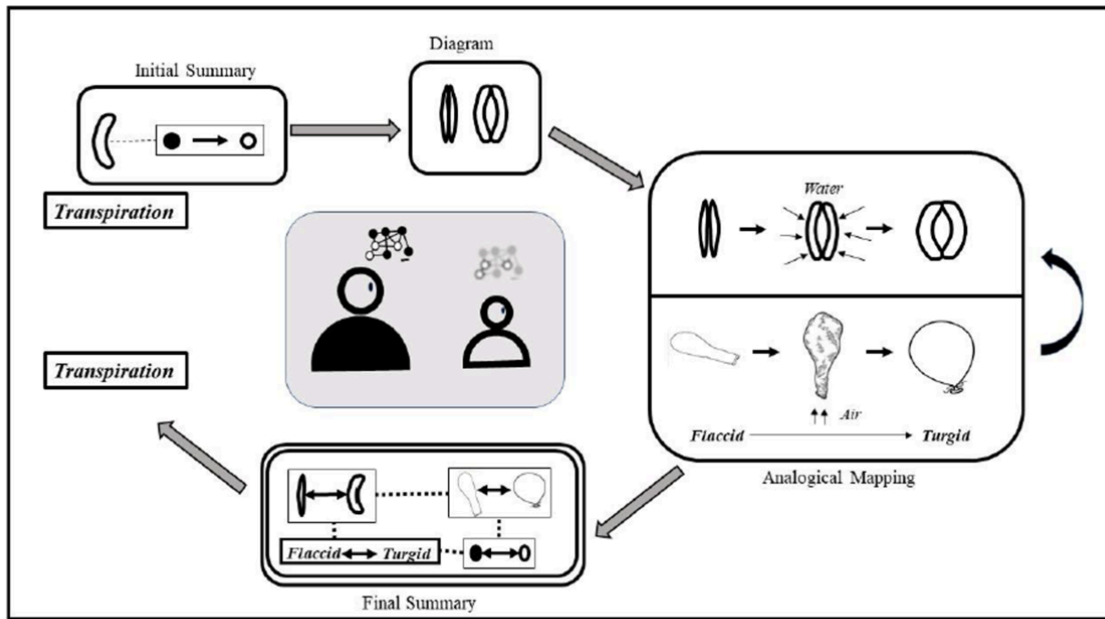 Diagram
Initial Summary
Transpiration
Water
Transpiration
Air
Flaccid
Turgid
Analogical Mapping
Flaccid
Turgid
Final Summary